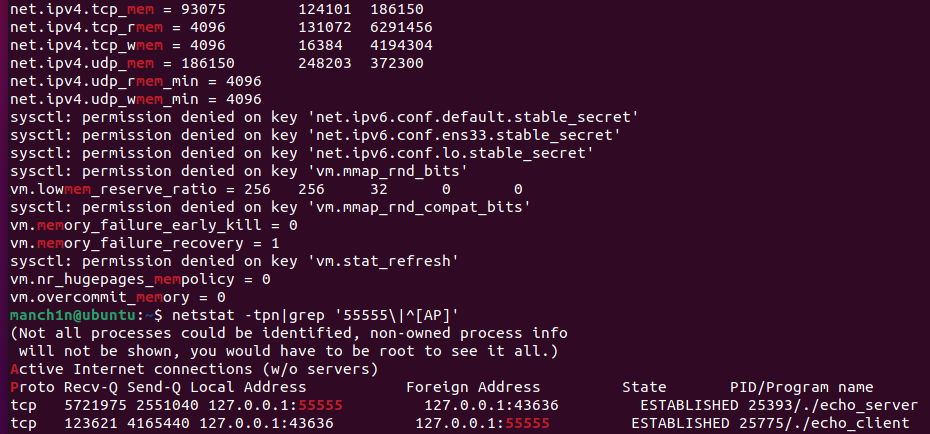 net.ipv4.tcp_mem = 93075 124101 186150
net.ipv4.tcp_rmem = 4096 131072 6291456
net.ipv4.tcp_wmem = 4096 16384 4194304
net.ipv4.udp_mem = 186150 248203 372300
net.ipv4.udp_rmem_min = 4096
net.ipv4.udp_wmem_min = 4096
sysctl: permission denied on key 'net.ipv6.conf.default.stable_secret'
sysctl: permission denied on key 'net.ipv6.conf.ens33.stable_secret'
sysctl: permission denied on key 'net.ipv6.conf.lo.stable_secret'
sysctl: permission denied on key 'vm.mmap_rnd_bits'
vm.lowmem_reserve_ratio = 256 256 32 0 0
sysctl: permission denied on key 'vm.mmap_rnd_compat_bits'
vm.memory_failure_early_kill = 0
vm.memory_failure_recovery = 1
sysctl: permission denied on key 'vm.stat_refresh'
vm.nr_hugepages_mempolicy = 0
vm.overcommit_memory = 0
manch1n@ubuntu:~$ netstat -tpn|grep '55555\|^[AP]'
(Not all processes could be identified, non-owned process info
 will not be shown, you would have to be root to see it all.)
Active Internet connections (w/o servers)
Proto Recv-Q Send-Q Local Address Foreign Address State PID/Program name
tcp 5721975 2551040 127.0.0.1:55555 127.0.0.1:43636 ESTABLISHED 25393/./echo_server
tcp 123621 4165440 127.0.0.1:43636 127.0.0.1:55555 ESTABLISHED 25775/./echo_client